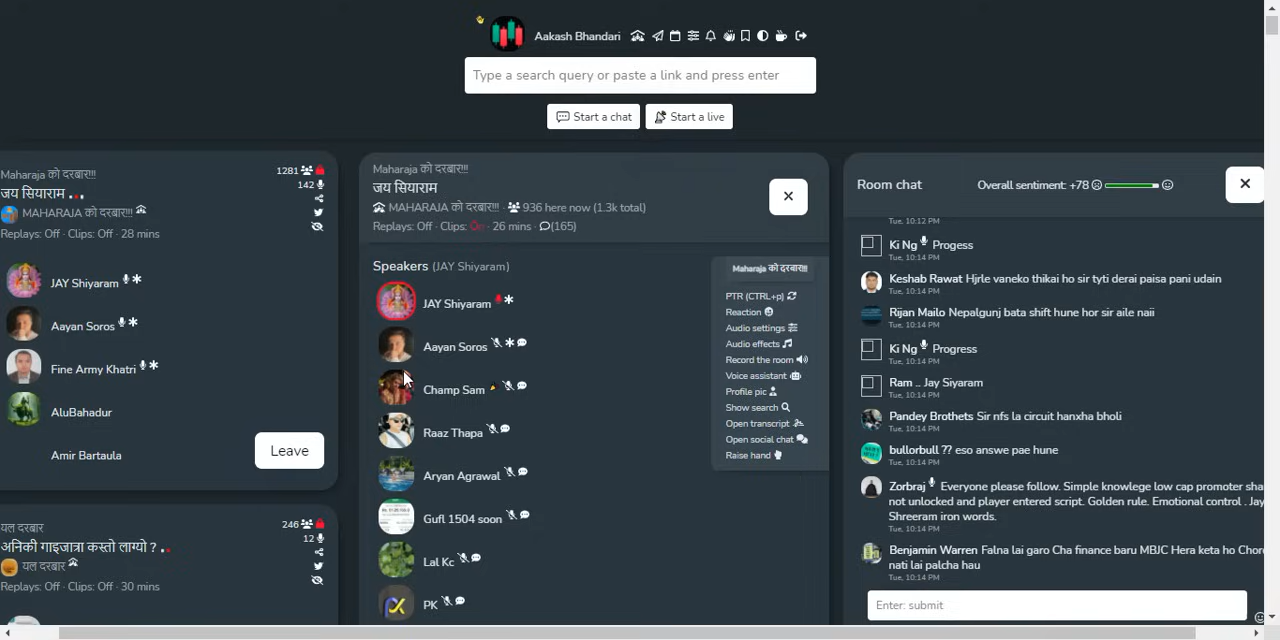 Aakash Bhandari
Type a search query or paste a link and press enter
Start a chat
Start a live
Maharaja को दरबार!!!
1281
जय सियाराम
142
MAHARAJA को दरबार!!!
Replays: Off · Clips: Off · 28 mins
JAY Shiyaram
Aayan Soros
Fine Army Khatri
AluBahadur
Amir Bartaula
Leave
यल दरबार
246
अनिकी गाइजात्रा कस्तो लाग्यो ?
12
यल दरबार
Replays: Off · Clips: Off · 30 mins
Maharaja को दरबार!!!
जय सियाराम
MAHARAJA को दरबार!!! · 936 here now (1.3k total)
Replays: Off · Clips: · 26 mins · (165)
Speakers (JAY Shiyaram)
JAY Shiyaram
Aayan Soros
Champ Sam
Raaz Thapa
Aryan Agrawal
Gufl 1504 soon
Lal Kc
PK
Maharaja को दरबार!!!
PTR (CTRL+p)
Reaction
Audio settings
Audio effects
Record the room
Voice assistant
Profile pic
Show search
Open transcript
Open social chat
Raise hand
Room chat
Overall sentiment: +78
Tue, 10:12 PM
Ki Ng Progess
Tue, 10:14 PM
Keshab Rawat Hjrle vaneko thikai ho sir tyti derai paisa pani udain
Tue, 10:14 PM
Rijan Mailo Nepalgunj bata shift hune hor sir aile naii
Tue, 10:14 PM
Ki Ng Progress
Tue, 10:14 PM
Ram .. Jay Siyaram
Tue, 10:14 PM
Pandey Brothets Sir nfs la circuit hanxha bholi
Tue, 10:14 PM
bullorbull ?? eso answe pae hune
Tue, 10:14 PM
Zorbraj Everyone please follow. Simple knowlege low cap promoter sha
not unlocked and player entered script. Golden rule. Emotional control . Jay
Shreeram iron words.
Tue, 10:14 PM
Benjamin Warren Falna lai garo Cha finance baru MBJC Hera keta ho Chor
nati lai palcha hau
Tue, 10:14 PM
Enter: submit